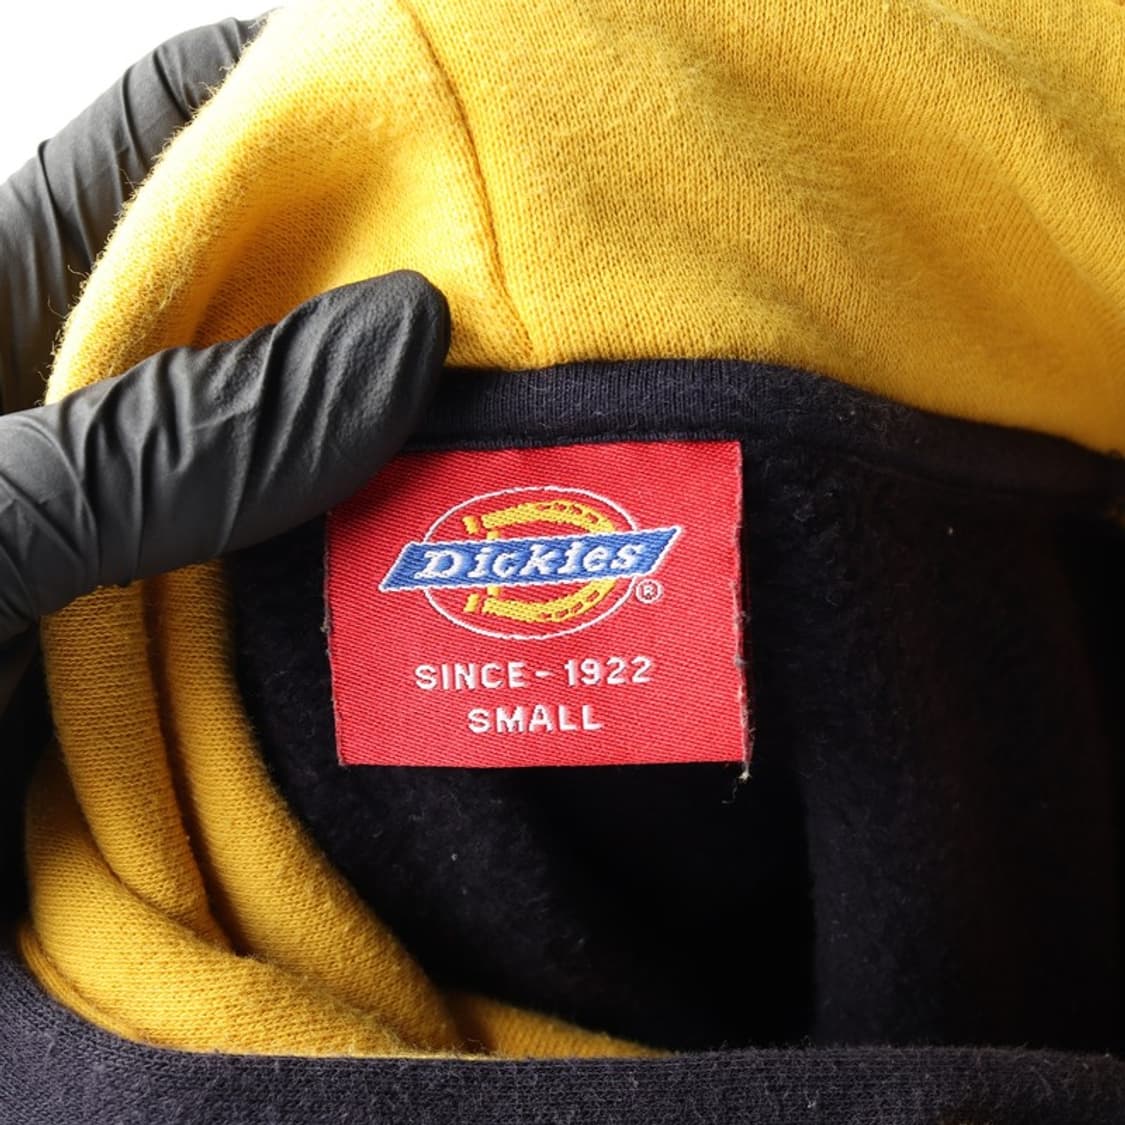 Dickies
®
SINCE - 1922
SMALL